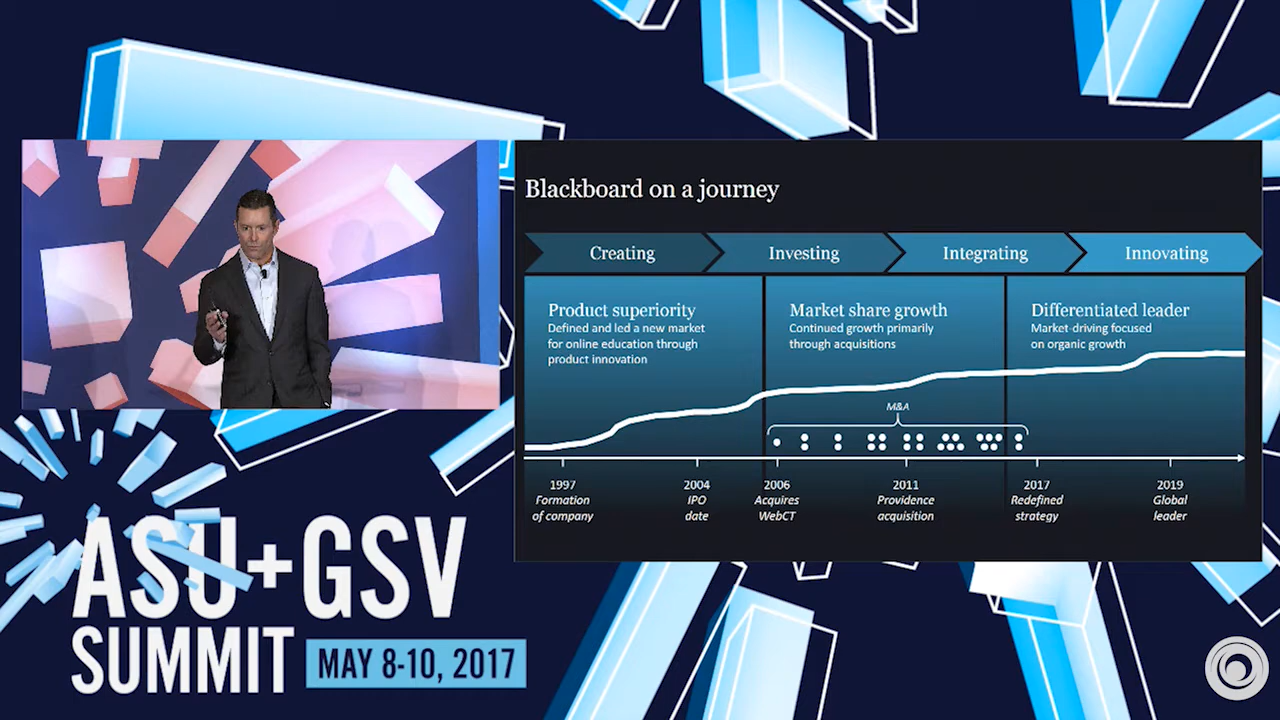 Blackboard on a journey
Creating
Investing
Integrating
Innovating
Product superiority
Defined and led a new market
for online education through
product innovation
Market share growth
Continued growth primarily
through acquisitions
Differentiated leader
Market-driving focused
on organic growth
M&A
1997
Formation
of company
2004
IPO
date
2006
Acquires
WebCT
2011
Providence
acquisition
2017
Redefined
strategy
2019
Global
leader
ASU+GSV
SUMMIT
MAY 8-10, 2017